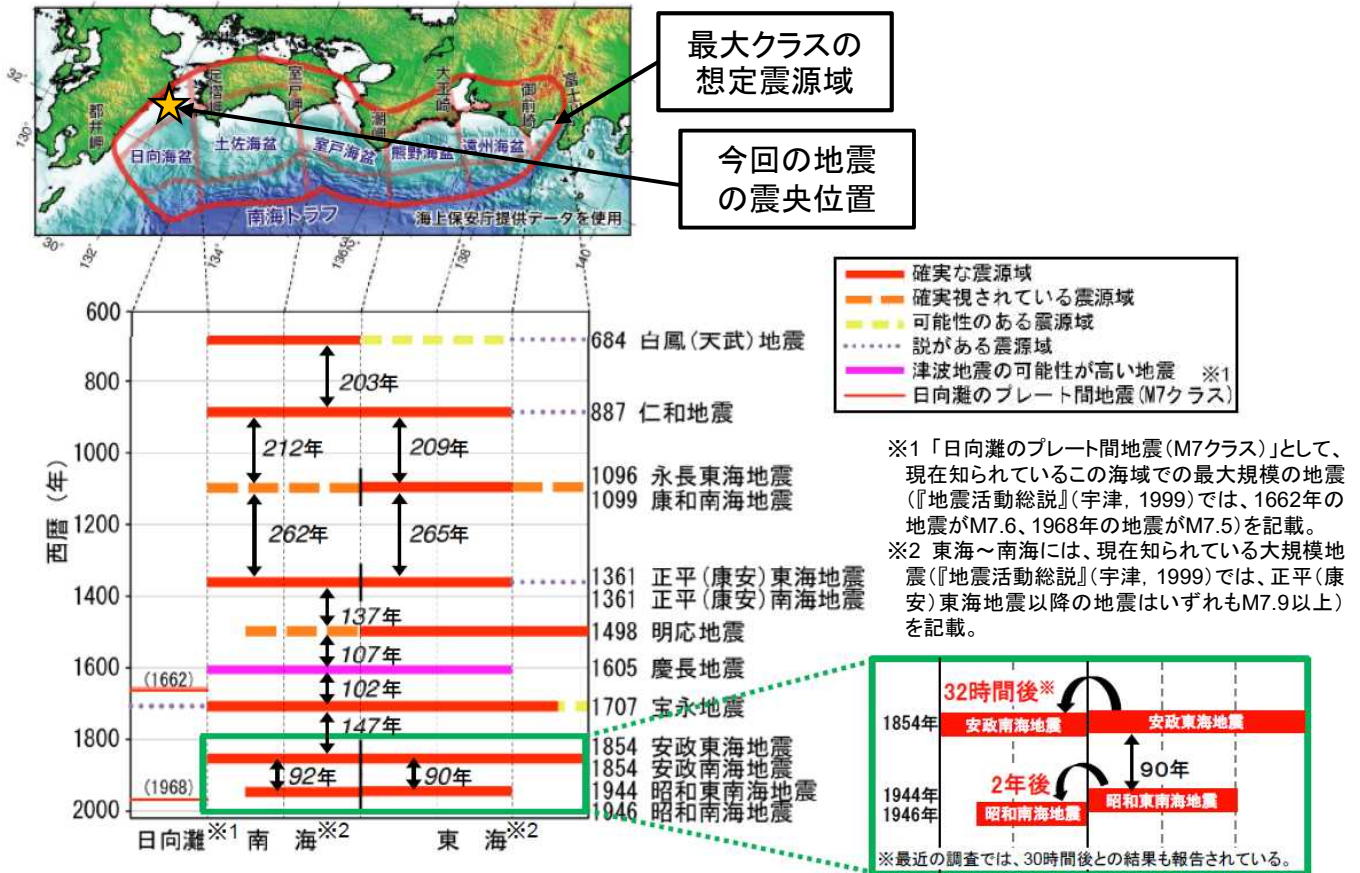 最大クラスの
想定震源域
今回の地震
の震央位置
32°
130°
30°
132°
134°
136°
138°
140°
都井岬
足摺岬
室戸岬
潮岬
大王崎
御前崎
富士川
日向海盆
土佐海盆
室戸海盆
熊野海盆
遠州海盆
南海トラフ
海上保安庁提供データを使用
確実な震源域
確実視されている震源域
可能性のある震源域
説がある震源域
津波地震の可能性が高い地震
日向灘のプレート間地震(M7クラス) ※1
西暦(年)
600
800
1000
1200
1400
1600
1800
2000
684 白鳳(天武)地震
203年
887 仁和地震
212年
209年
1096 永長東海地震
1099 康和南海地震
262年
265年
1361 正平(康安)東海地震
1361 正平(康安)南海地震
137年
1498 明応地震
107年
1605 慶長地震
(1662)
102年
1707 宝永地震
147年
1854 安政東海地震
1854 安政南海地震
92年
90年
1944 昭和東南海地震
1946 昭和南海地震
(1968)
日向灘※1 南 海※2 東 海※2
※1 「日向灘のプレート間地震(M7クラス)」として、
現在知られているこの海域での最大規模の地震
(『地震活動総説』(宇津, 1999)では、1662年の
地震がM7.6、1968年の地震がM7.5)を記載。
※2 東海~南海には、現在知られている大規模地
震(『地震活動総説』(宇津, 1999)では、正平(康
安)東海地震以降の地震はいずれもM7.9以上)
を記載。
32時間後※
1854年
安政南海地震
安政東海地震
90年
2年後
1944年
1946年
昭和東南海地震
昭和南海地震
※最近の調査では、30時間後との結果も報告されている。